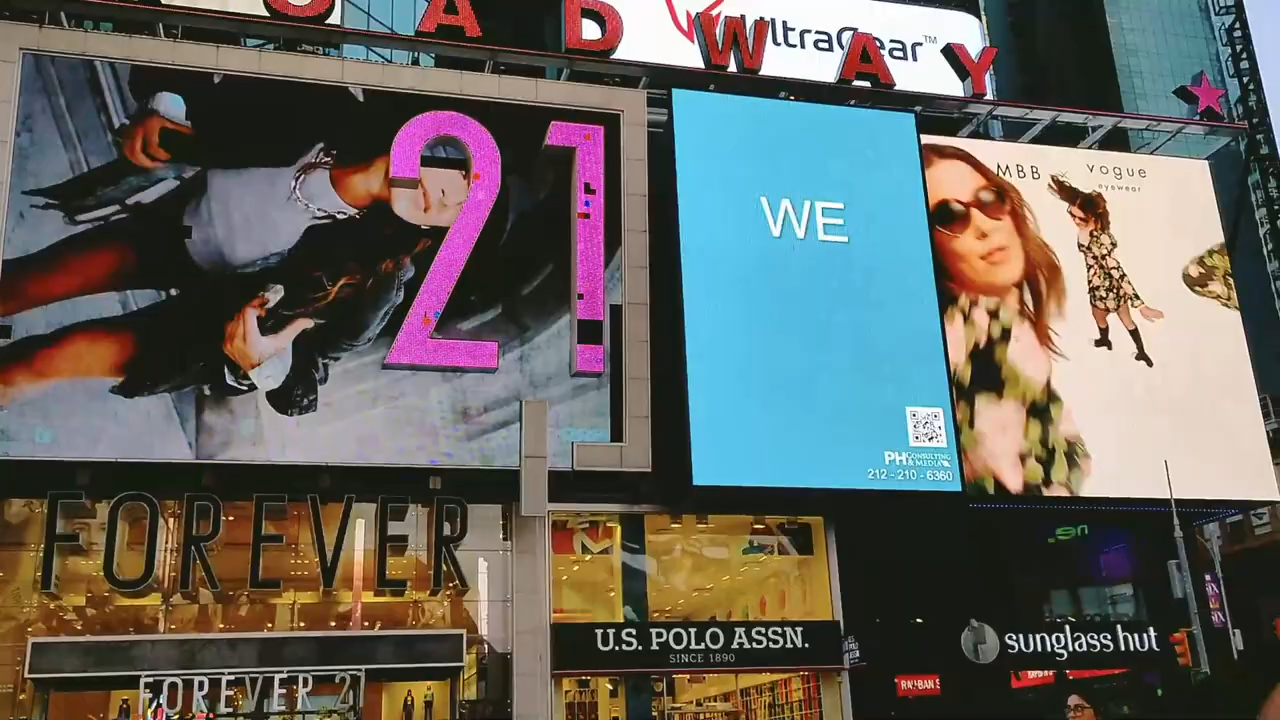 OADWAY
UltraGear™
21
WE
MBB x vogue
eyewear
PH CONSULTING
& MEDIA
212 - 210 - 6360
FOREVER
U.S. POLO ASSN.
SINCE 1890
sunglass hut
RAY-BAN S
FOREVER 21